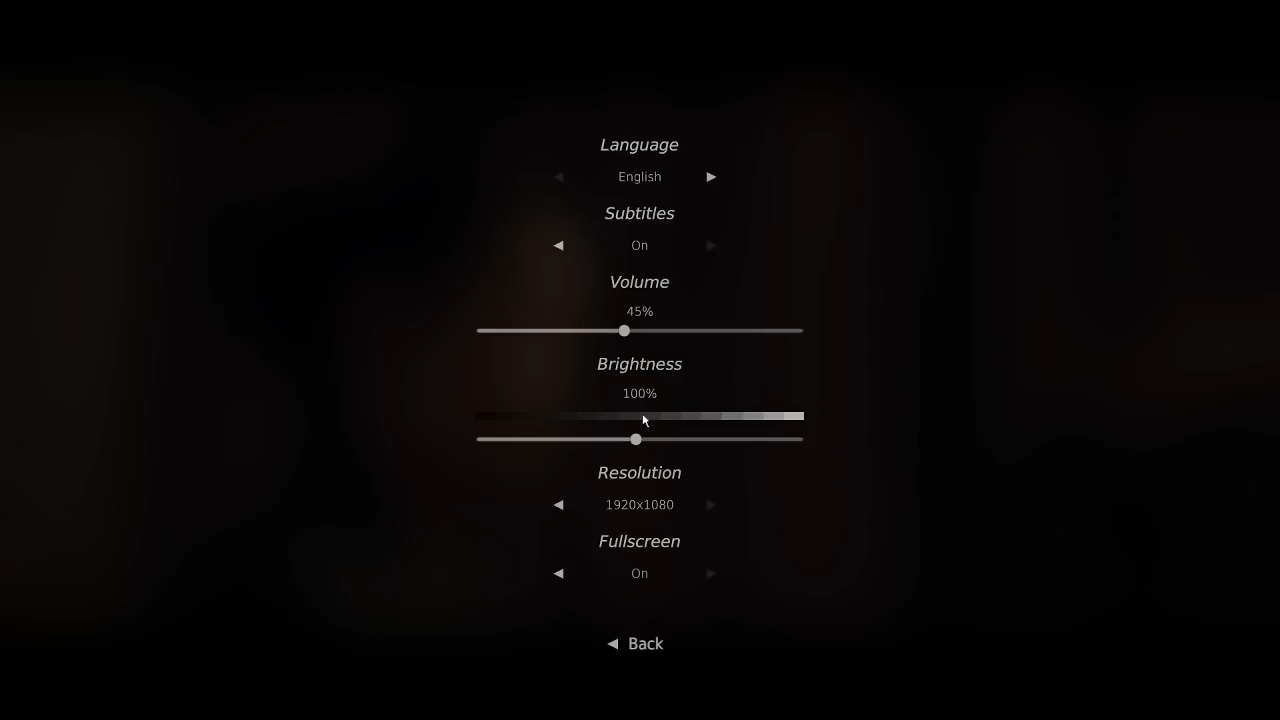 Language
English
Subtitles
On
Volume
45%
Brightness
100%
Resolution
1920x1080
Fullscreen
On
Back